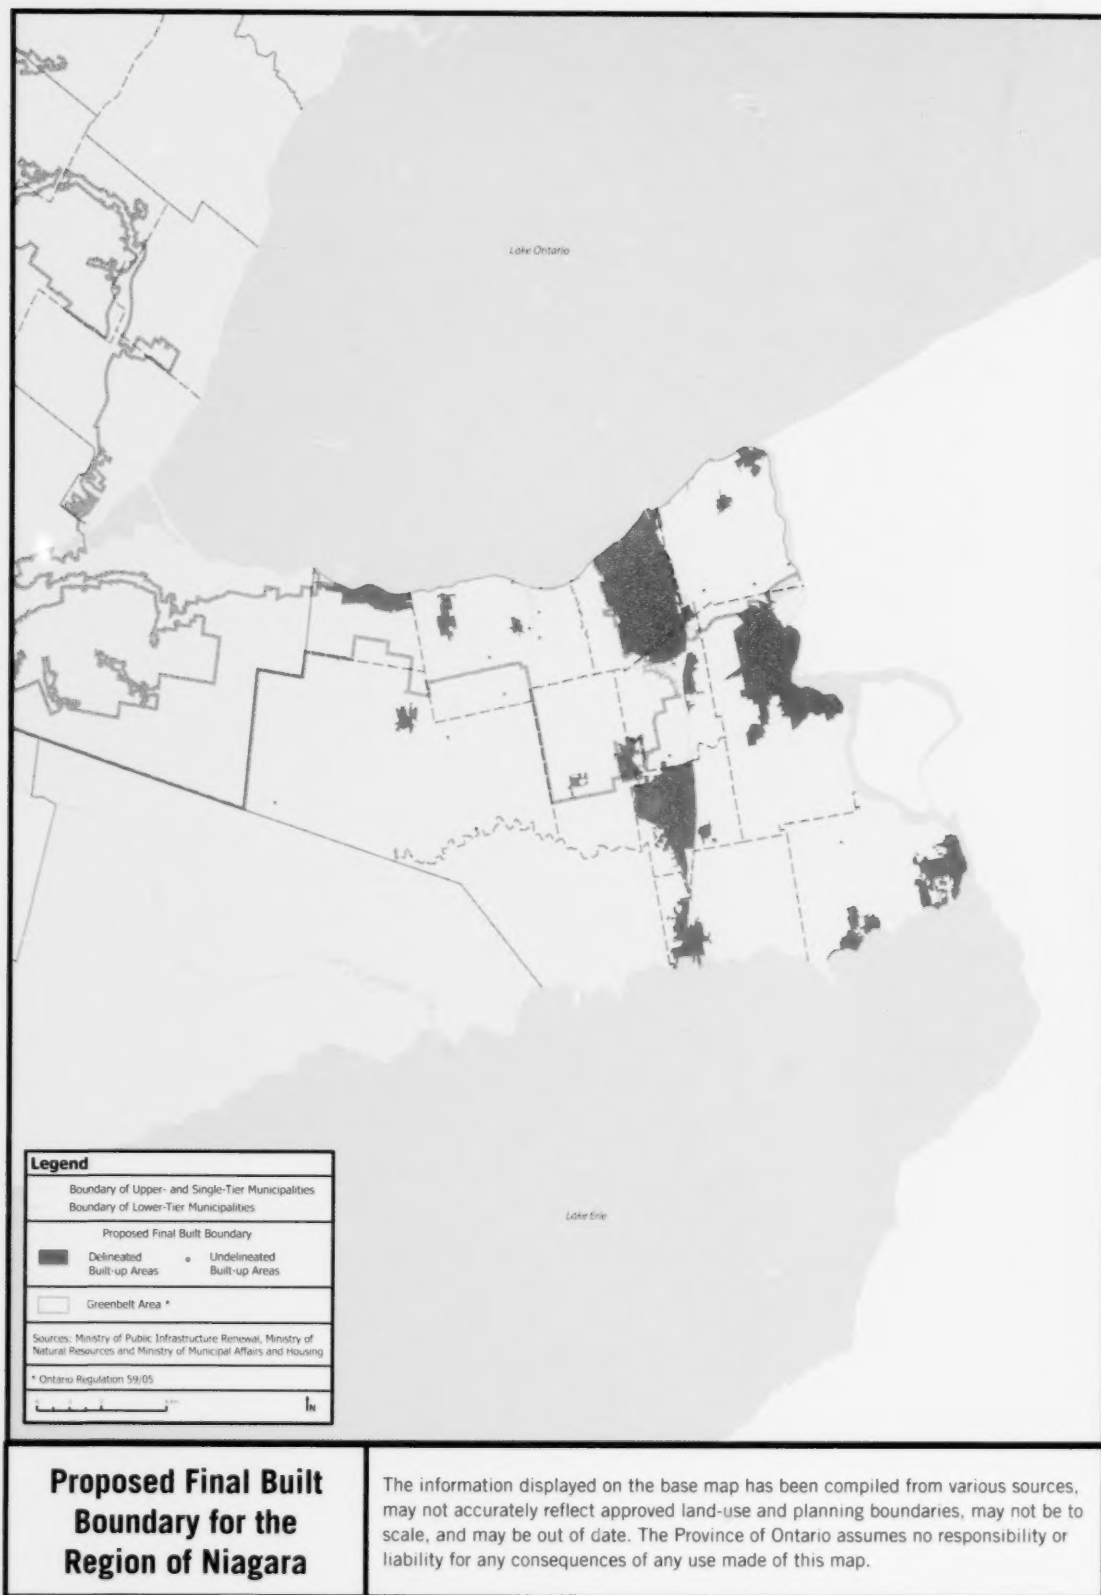 Lake Ontario
Lake Erie
Legend
Boundary of Upper- and Single-Tier Municipalities
Boundary of Lower-Tier Municipalities
Proposed Final Built Boundary
Delineated
Built-up Areas
Undelineated
Built-up Areas
Greenbelt Area *
Sources: Ministry of Public Infrastructure Renewal, Ministry of
Natural Resources and Ministry of Municipal Affairs and Housing
* Ontario Regulation 59/05
N
Proposed Final Built
Boundary for the
Region of Niagara
The information displayed on the base map has been compiled from various sources,
may not accurately reflect approved land-use and planning boundaries, may not be to
scale, and may be out of date. The Province of Ontario assumes no responsibility or
liability for any consequences of any use made of this map.